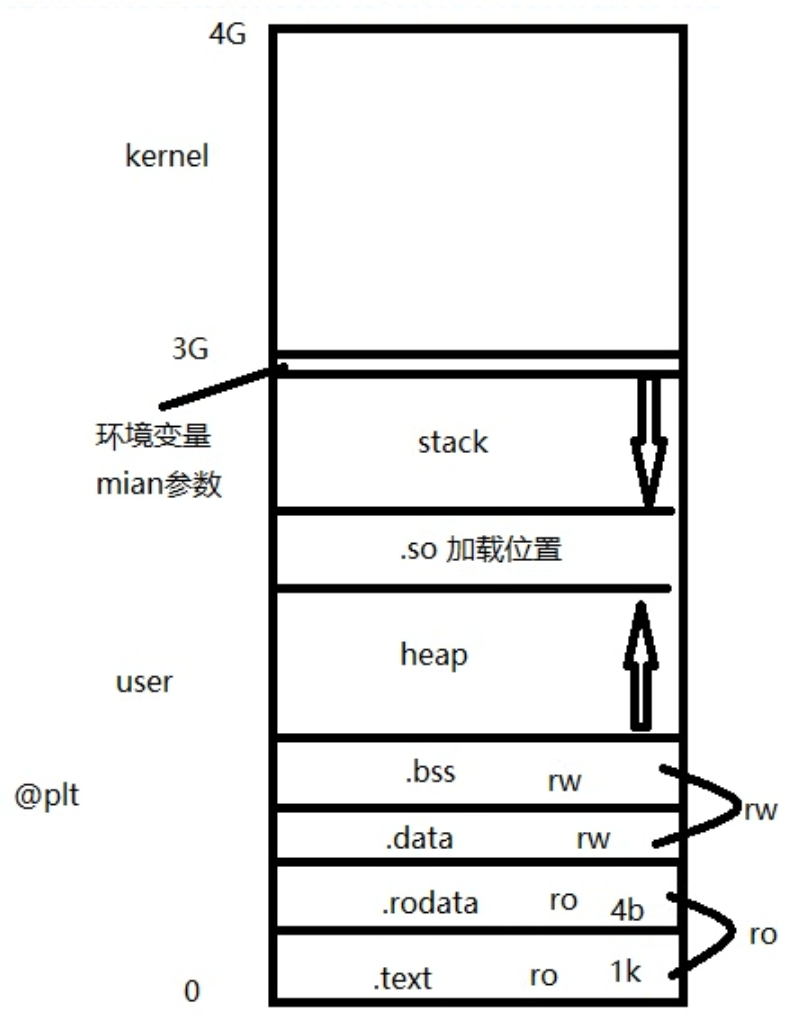 4G
kernel
3G
环境变量
mian参数
stack
.so 加载位置
heap
user
.bss rw
@plt
rw
.data rw
.rodata ro 4b
ro
.text ro 1k
0